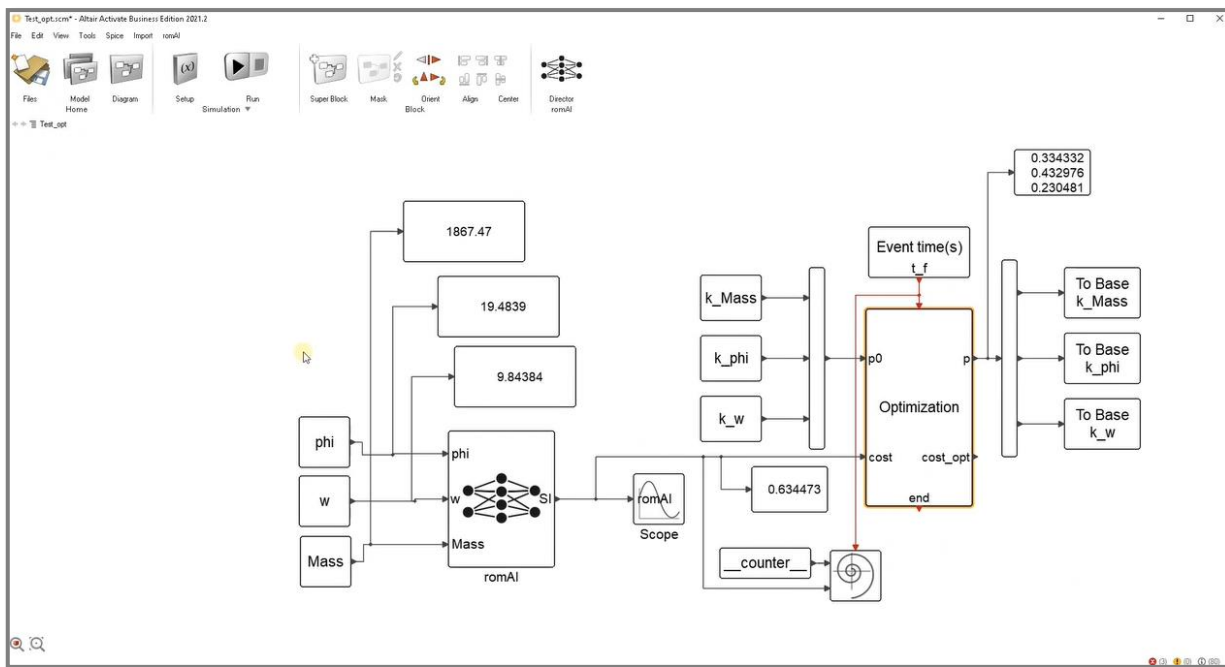 Test_opt.scm* - Altair Activate Business Edition 2021.2
File Edit View Tools Spice Import romAI
Files Model Diagram Setup Run Super Block Mask Orient Align Center Director
Home Simulation Block romAI
Test_opt
0.334332
0.432976
0.230481
1867.47
Event time(s)
t_f
19.4839
k_Mass
To Base
k_Mass
9.84384
k_phi
p0
p
To Base
k_phi
Optimization
k_w
To Base
k_w
phi
phi
cost
cost_opt
w
w
SI
romAI
0.634473
end
Scope
Mass
Mass
romAI
__counter__